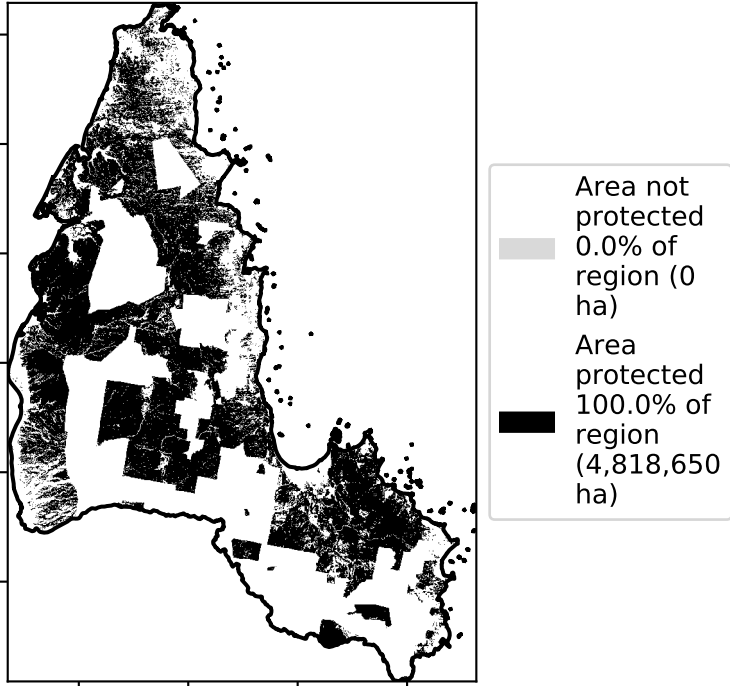 Area not
protected
0.0% of
region (0
ha)
Area
protected
100.0% of
region
(4,818,650
ha)